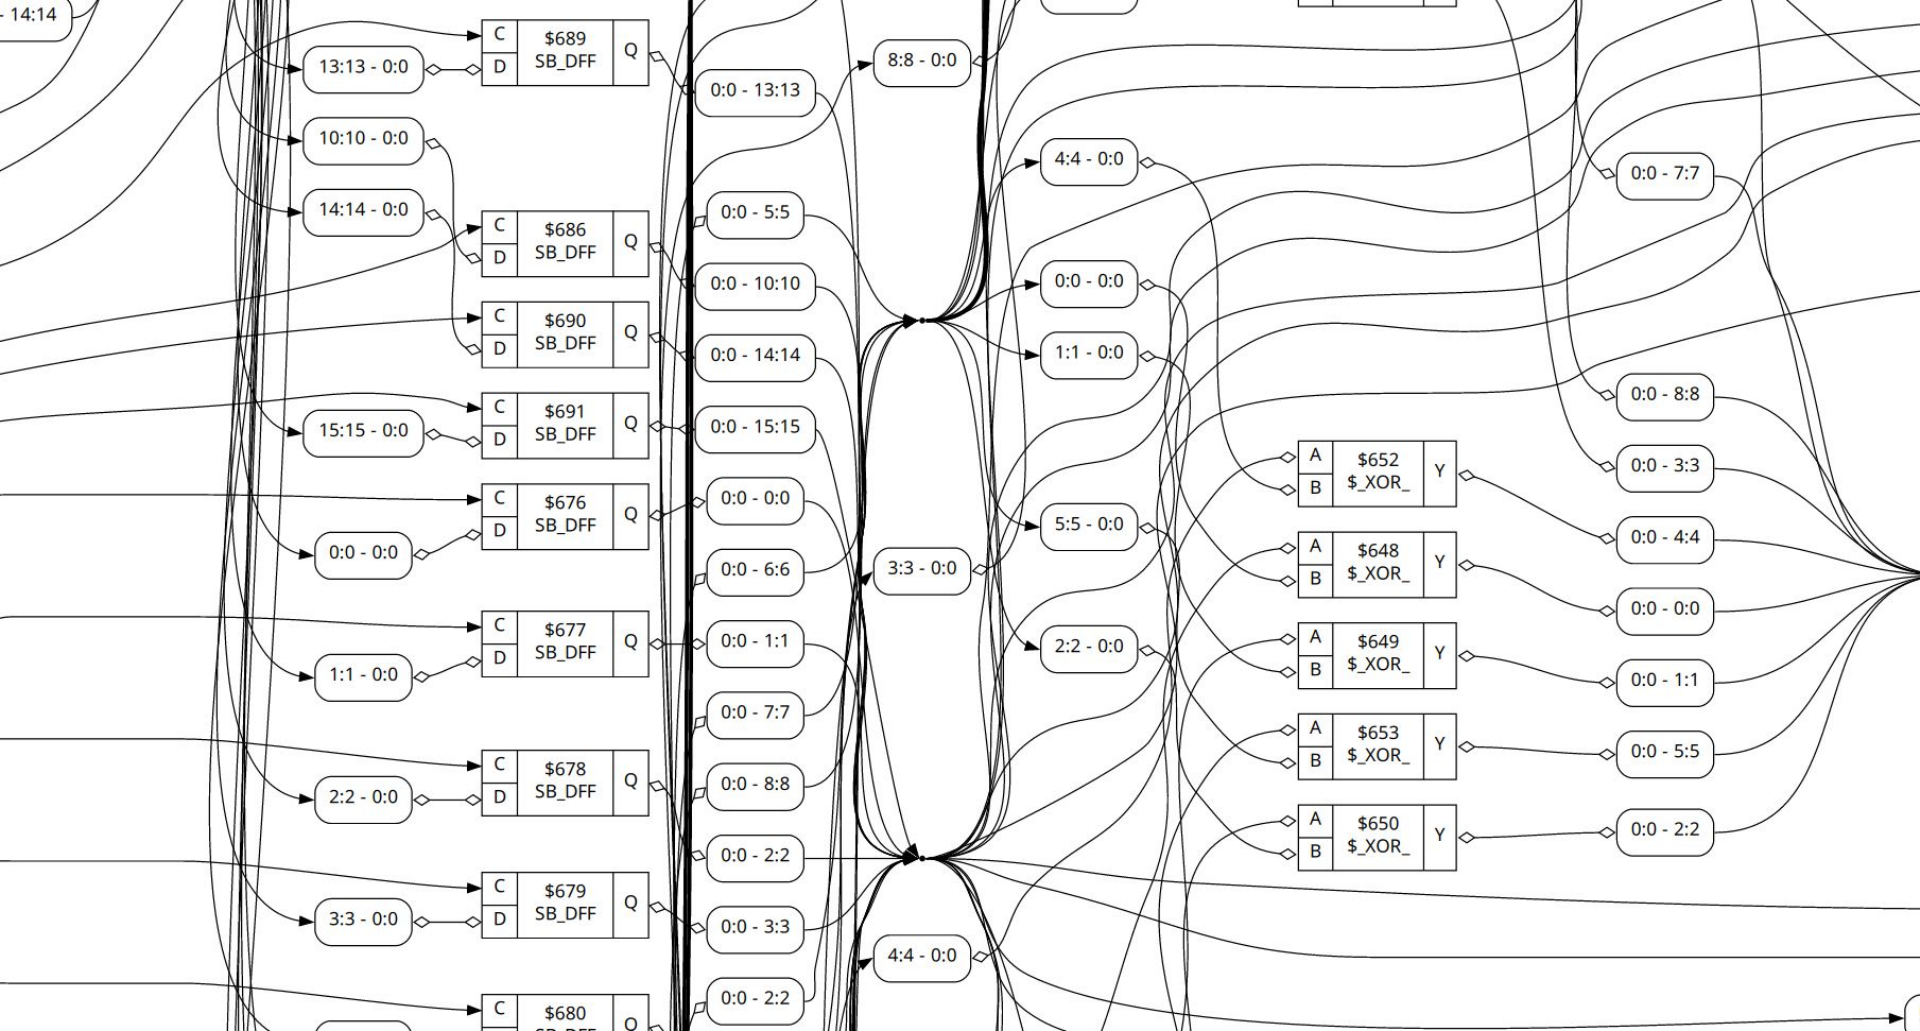 - 14:14
C
$689
SB_DFF
Q
D
13:13 - 0:0
10:10 - 0:0
14:14 - 0:0
C
$686
SB_DFF
Q
D
C
$690
SB_DFF
Q
D
C
$691
SB_DFF
Q
D
15:15 - 0:0
C
$676
SB_DFF
Q
D
0:0 - 0:0
C
$677
SB_DFF
Q
D
1:1 - 0:0
C
$678
SB_DFF
Q
D
2:2 - 0:0
C
$679
SB_DFF
Q
D
3:3 - 0:0
C
$680
0:0 - 13:13
0:0 - 5:5
0:0 - 10:10
0:0 - 14:14
0:0 - 15:15
0:0 - 0:0
0:0 - 6:6
0:0 - 1:1
0:0 - 7:7
0:0 - 8:8
0:0 - 2:2
0:0 - 3:3
0:0 - 2:2
8:8 - 0:0
3:3 - 0:0
4:4 - 0:0
4:4 - 0:0
0:0 - 0:0
1:1 - 0:0
5:5 - 0:0
2:2 - 0:0
A
$652
$_XOR_
Y
B
A
$648
$_XOR_
Y
B
A
$649
$_XOR_
Y
B
A
$653
$_XOR_
Y
B
A
$650
$_XOR_
Y
B
0:0 - 7:7
0:0 - 8:8
0:0 - 3:3
0:0 - 4:4
0:0 - 0:0
0:0 - 1:1
0:0 - 5:5
0:0 - 2:2